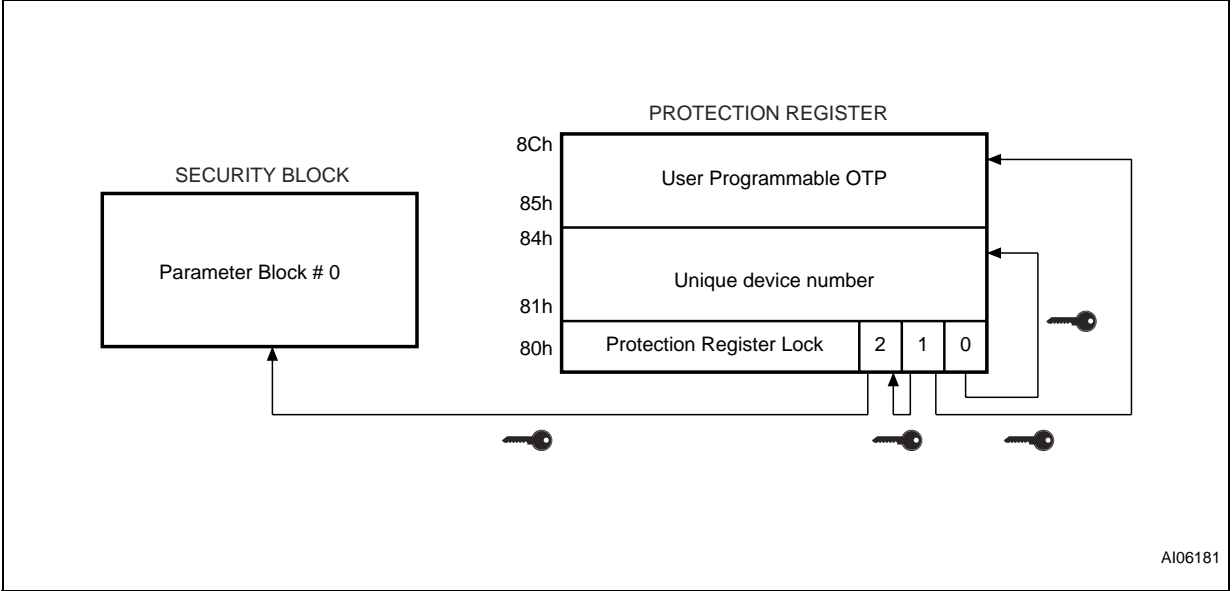 PROTECTION REGISTER
8Ch
User Programmable OTP
SECURITY BLOCK
85h
84h
Parameter Block # 0
Unique device number
81h
80h
Protection Register Lock 2 1 0
AI06181